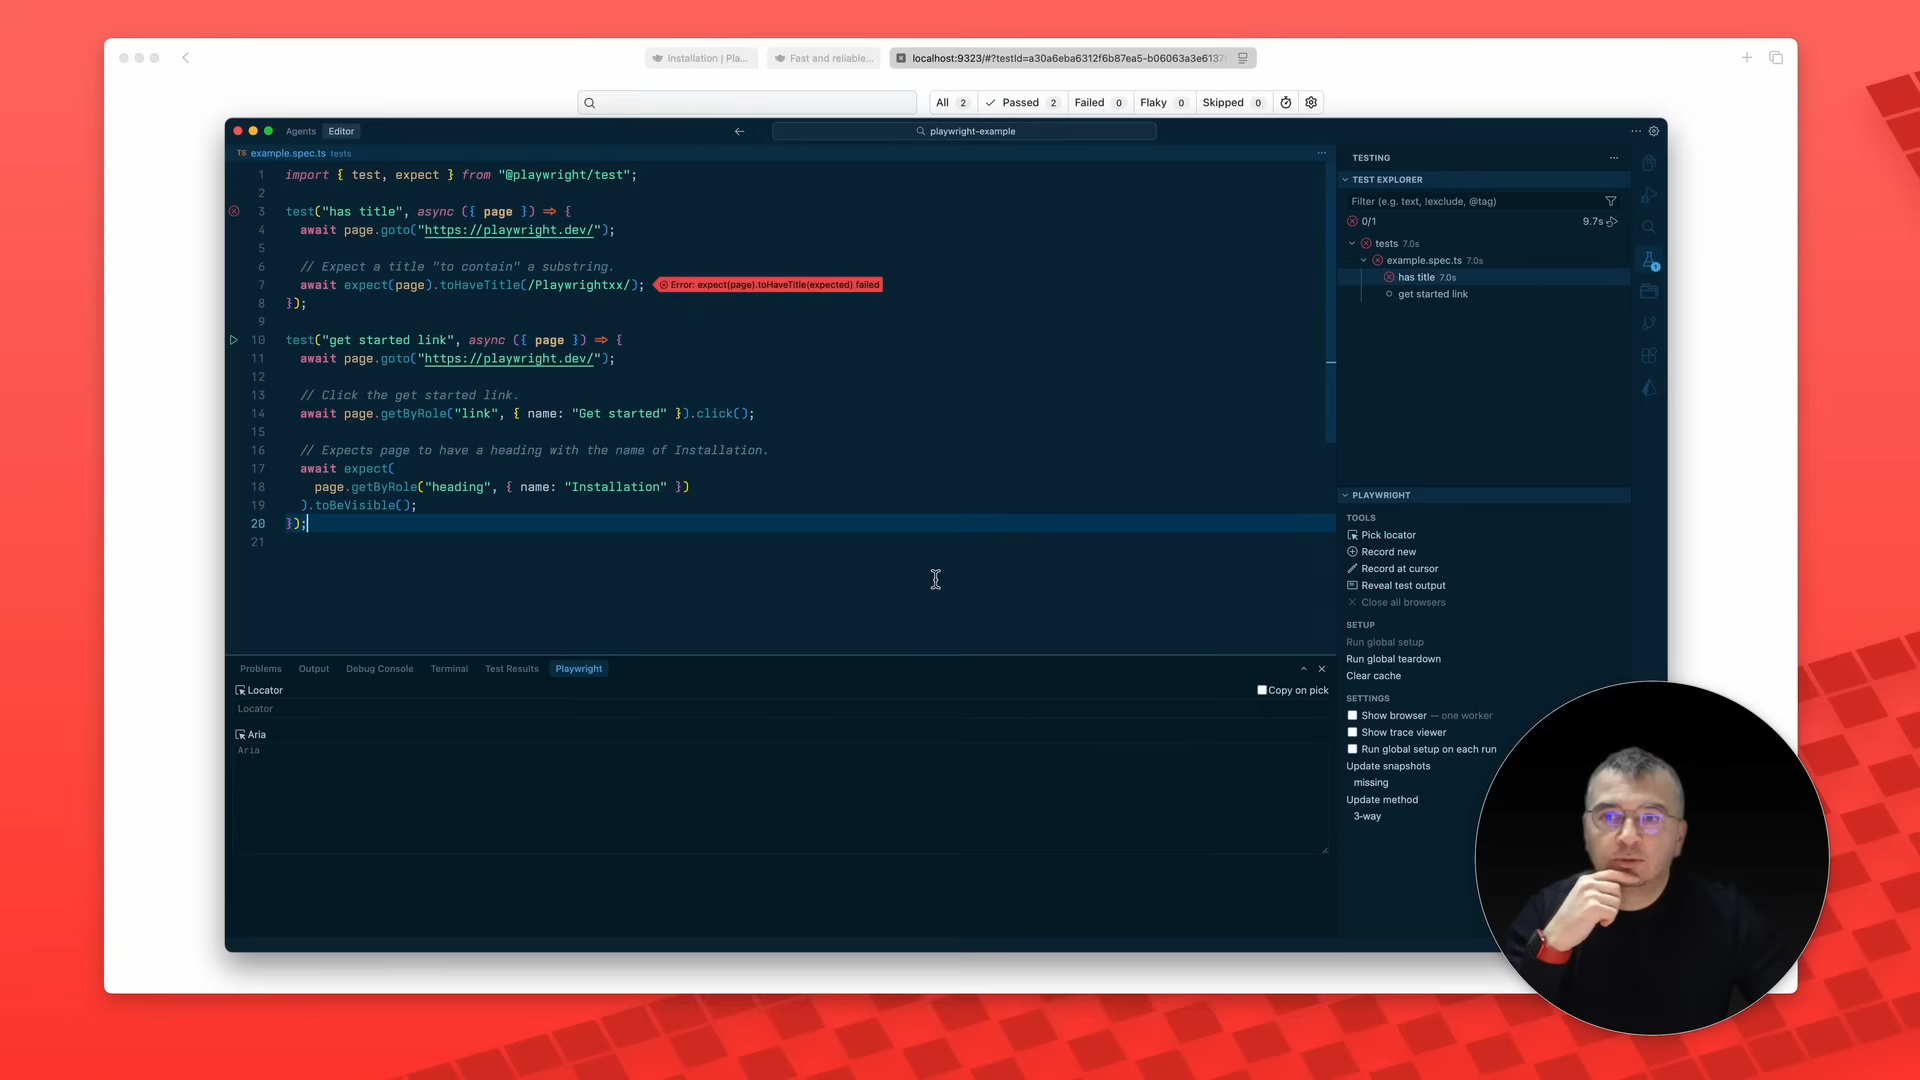 Installation | Pla...
Fast and reliable...
localhost:9323/#?testId=a30a6eba6312f6b87ea5-b06063a3e6137
All 2
Passed 2
Failed 0
Flaky 0
Skipped 0
Agents
Editor
playwright-example
TS example.spec.ts tests
1 import { test, expect } from "@playwright/test";
2
3 test("has title", async ({ page }) => {
4 await page.goto("https://playwright.dev/");
5
6 // Expect a title "to contain" a substring.
7 await expect(page).toHaveTitle(/Playwrightxx/); Error: expect(page).toHaveTitle(expected) failed
8 });
9
10 test("get started link", async ({ page }) => {
11 await page.goto("https://playwright.dev/");
12
13 // Click the get started link.
14 await page.getByRole("link", { name: "Get started" }).click();
15
16 // Expects page to have a heading with the name of Installation.
17 await expect(
18 page.getByRole("heading", { name: "Installation" })
19 ).toBeVisible();
20 });
21
TESTING
TEST EXPLORER
Filter (e.g. text, !exclude, @tag)
0/1 9.7s
tests 7.0s
example.spec.ts 7.0s
has title 7.0s
get started link
1
PLAYWRIGHT
TOOLS
Pick locator
Record new
Record at cursor
Reveal test output
Close all browsers
SETUP
Run global setup
Run global teardown
Clear cache
SETTINGS
Show browser — one worker
Show trace viewer
Run global setup on each run
Update snapshots
missing
Update method
3-way
Problems
Output
Debug Console
Terminal
Test Results
Playwright
Locator
Copy on pick
Locator
Aria
Aria